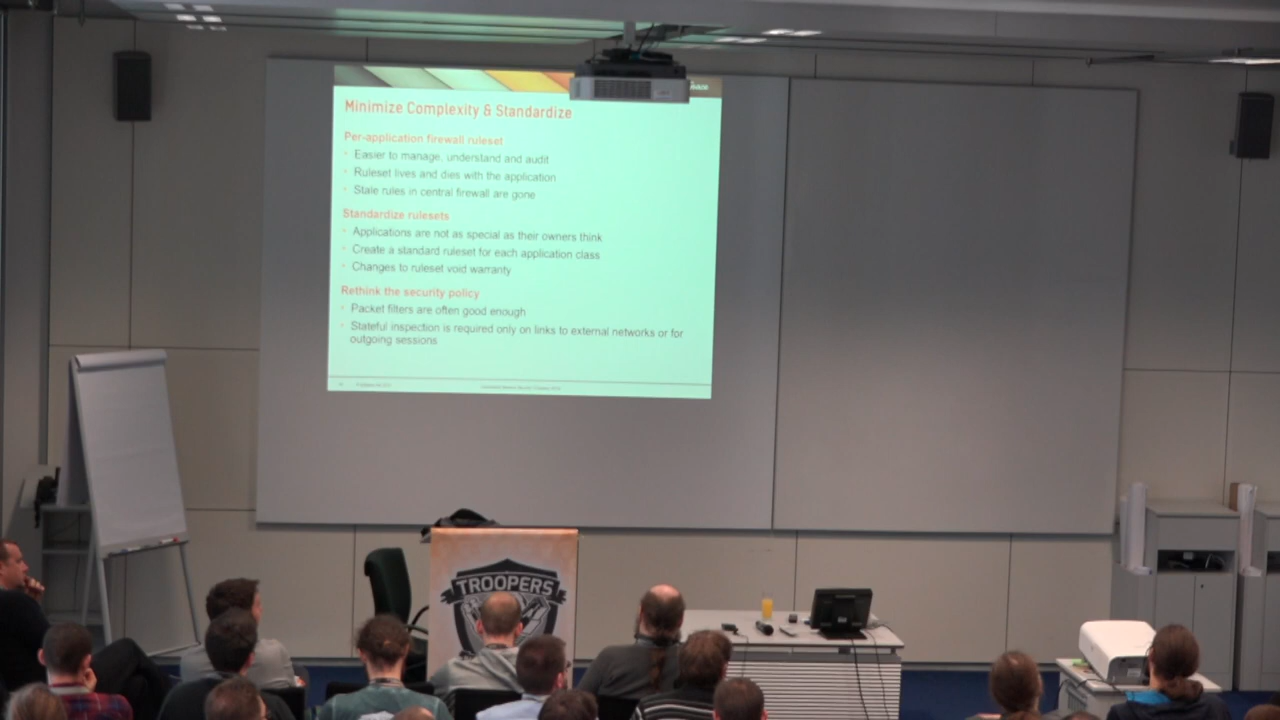 Minimize Complexity & Standardize
Per-application firewall ruleset
Easier to manage, understand and audit
Ruleset lives and dies with the application
Stale rules in central firewall are gone
Standardize rulesets
Applications are not as special as their owners think
Create a standard ruleset for each application class
Changes to ruleset void warranty
Rethink the security policy
Packet filters are often good enough
Stateful inspection is required only on links to external networks or for
outgoing sessions
TROOPERS